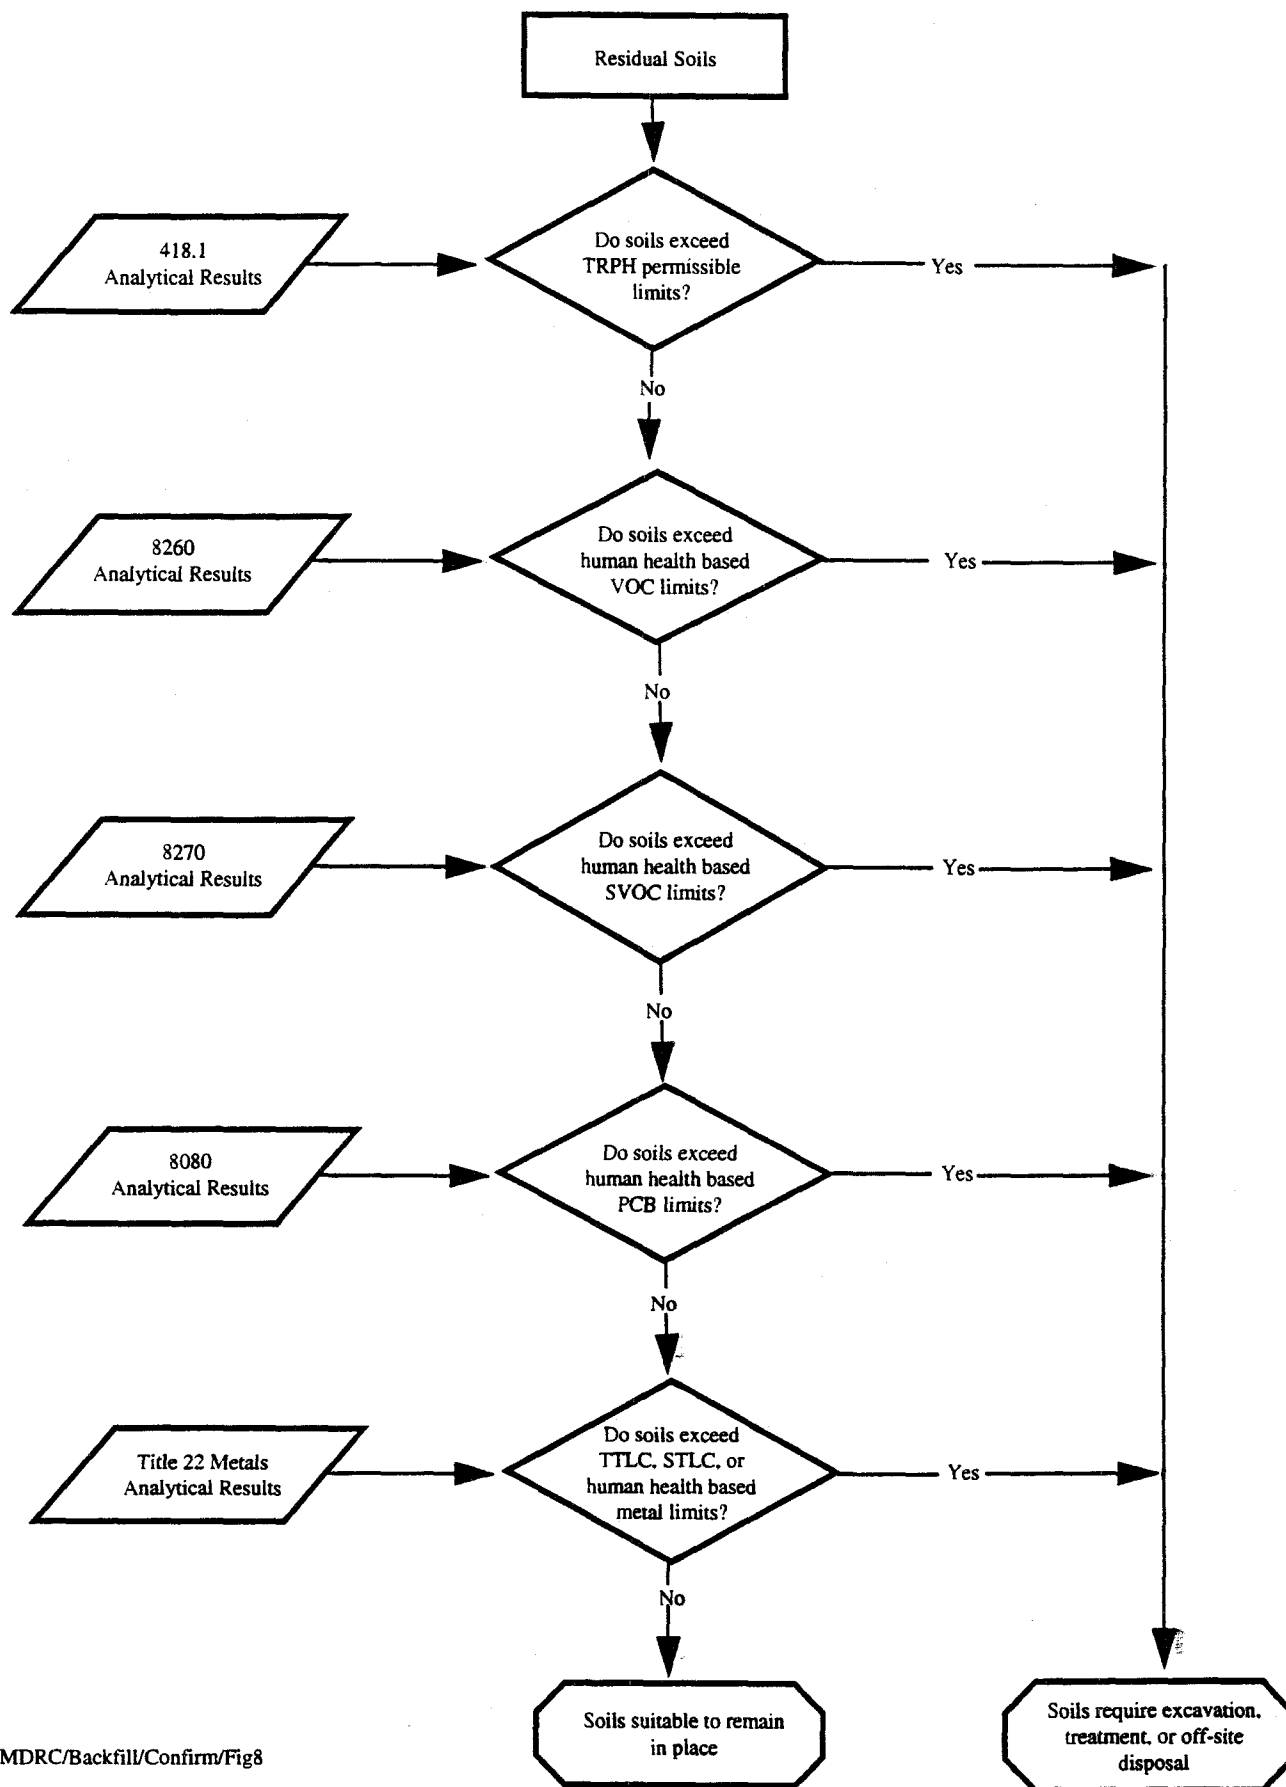 Residual Soils
418.1
Analytical Results
Do soils exceed
TRPH permissible
limits?
Yes
No
8260
Analytical Results
Do soils exceed
human health based
VOC limits?
Yes
No
8270
Analytical Results
Do soils exceed
human health based
SVOC limits?
Yes
No
8080
Analytical Results
Do soils exceed
human health based
PCB limits?
Yes
No
Title 22 Metals
Analytical Results
Do soils exceed
TTLC, STLC, or
human health based
metal limits?
Yes
No
Soils suitable to remain
in place
Soils require excavation,
treatment, or off-site
disposal
MDRC/Backfill/Confirm/Fig8